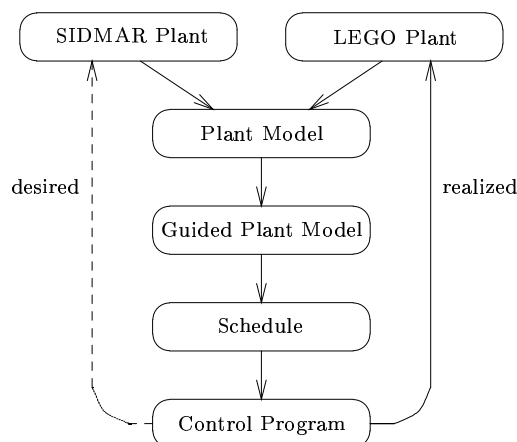 SIDMAR Plant
LEGO Plant
Plant Model
desired
realized
Guided Plant Model
Schedule
Control Program